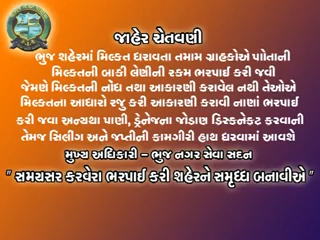 જાહેર ચેતવણી
ભુજ શહેરમાં મિલ્કત ધરાવતા તમામ ગ્રાહકોએ પોતાની
મિલ્કતની બાકી લેણીની રકમ ભરપાઈ કરી જવી
જેમણે મિલ્કતની નોંધ તથા આકારણી કરાવેલ નથી તેઓએ
મિલ્કતના આધારો રજુ કરી આકારણી કરાવી નાણાં ભરપાઈ
કરી જવા અન્યથા પાણી, ડ્રેનેજના જોડાણ ડિસ્કનેક્ટ કરવાની
તેમજ સિલીંગ અને જપ્તીની કામગીરી હાથ ધરવામાં આવશે
મુખ્ય અધિકારી – ભુજ નગર સેવા સદન
" સમયસર કરવેરા ભરપાઈ કરી શહેરને સમૃધ્ધ બનાવીએ "